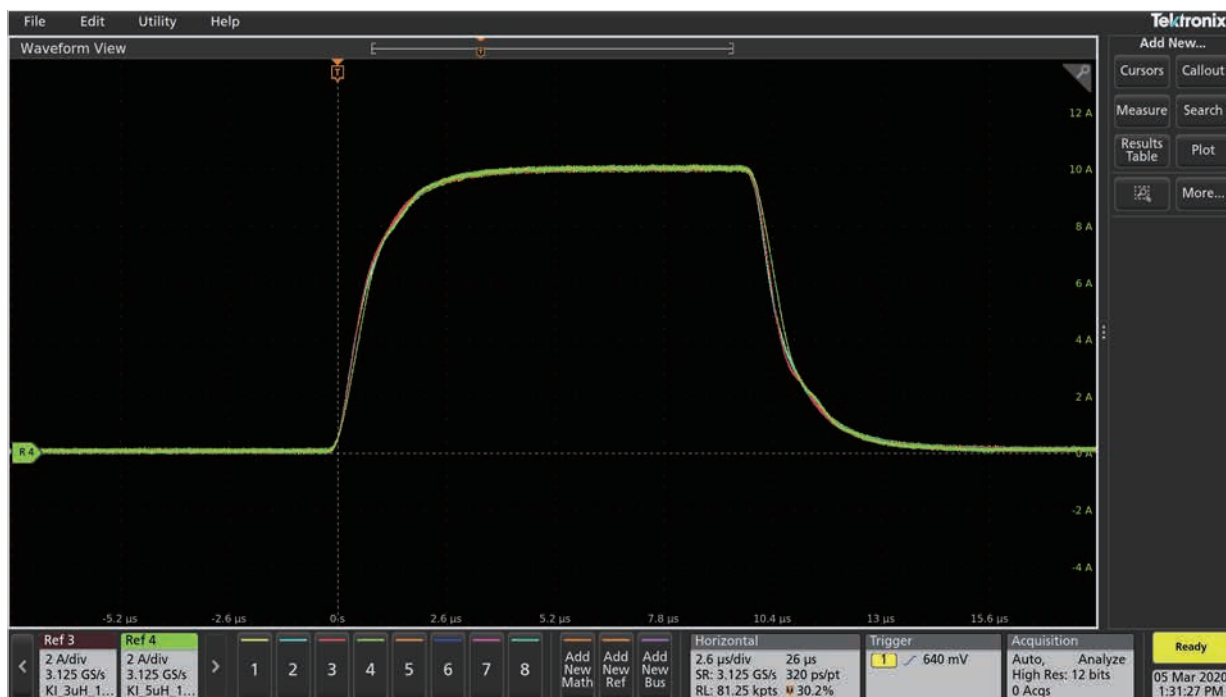 File Edit Utility Help
Tektronix
Waveform View
Add New...
T
T
Cursors Callout
Measure Search
Results Table Plot
More...
12 A
10 A
8 A
6 A
4 A
2 A
0 A
-2 A
-4 A
R 4
-5.2 µs -2.6 µs 0 s 2.6 µs 5.2 µs 7.8 µs 10.4 µs 13 µs 15.6 µs
Ref 3
2 A/div
3.125 GS/s
KI_3uH_1...
Ref 4
2 A/div
3.125 GS/s
KI_5uH_1...
1 2 3 4 5 6 7 8
Add New Math
Add New Ref
Add New Bus
Horizontal
2.6 µs/div 26 µs
SR: 3.125 GS/s 320 ps/pt
RL: 81.25 kpts 30.2%
Trigger
1 640 mV
Acquisition
Auto, Analyze
High Res: 12 bits
0 Acqs
Ready
05 Mar 2020
1:31:27 PM